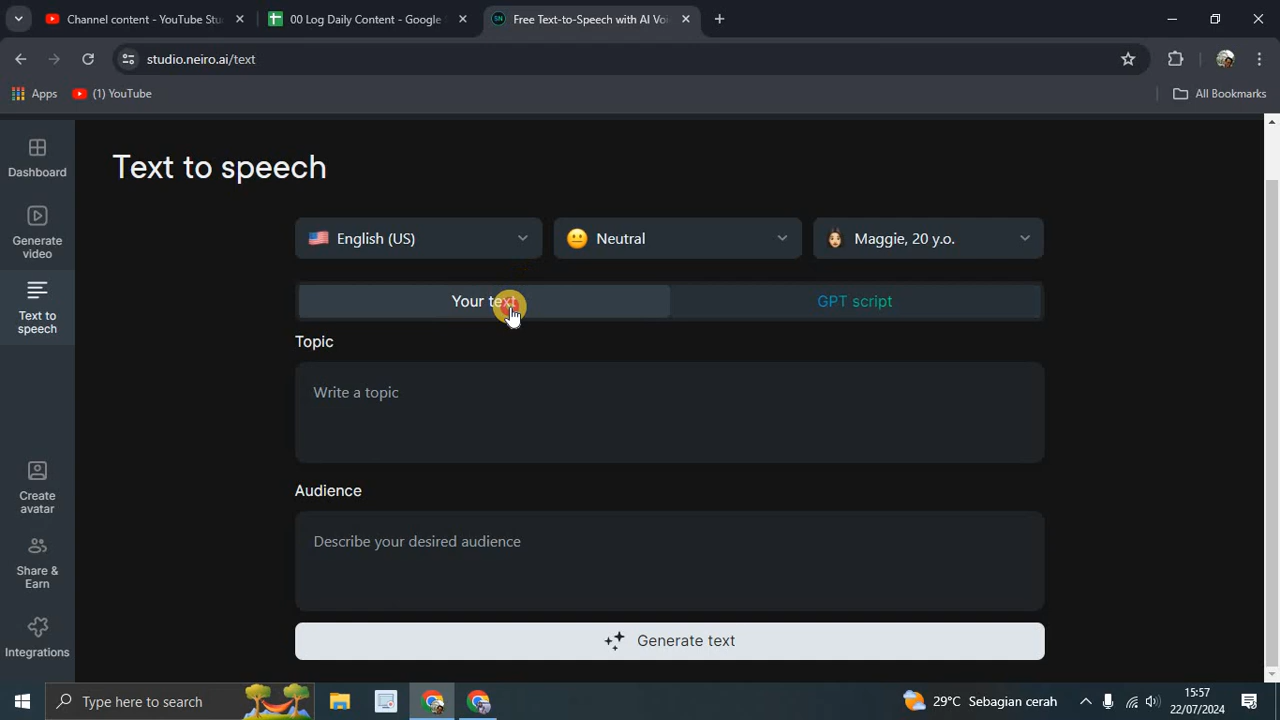 Channel content - YouTube Stu
00 Log Daily Content - Google
SN
Free Text-to-Speech with AI Voi
studio.neiro.ai/text
Apps
(1) YouTube
All Bookmarks
Dashboard
Generate
video
Text to
speech
Create
avatar
Share &
Earn
Integrations
Text to speech
English (US)
Neutral
Maggie, 20 y.o.
Your text
GPT script
Topic
Write a topic
Audience
Describe your desired audience
Generate text
Type here to search
29°C Sebagian cerah
15:57
22/07/2024